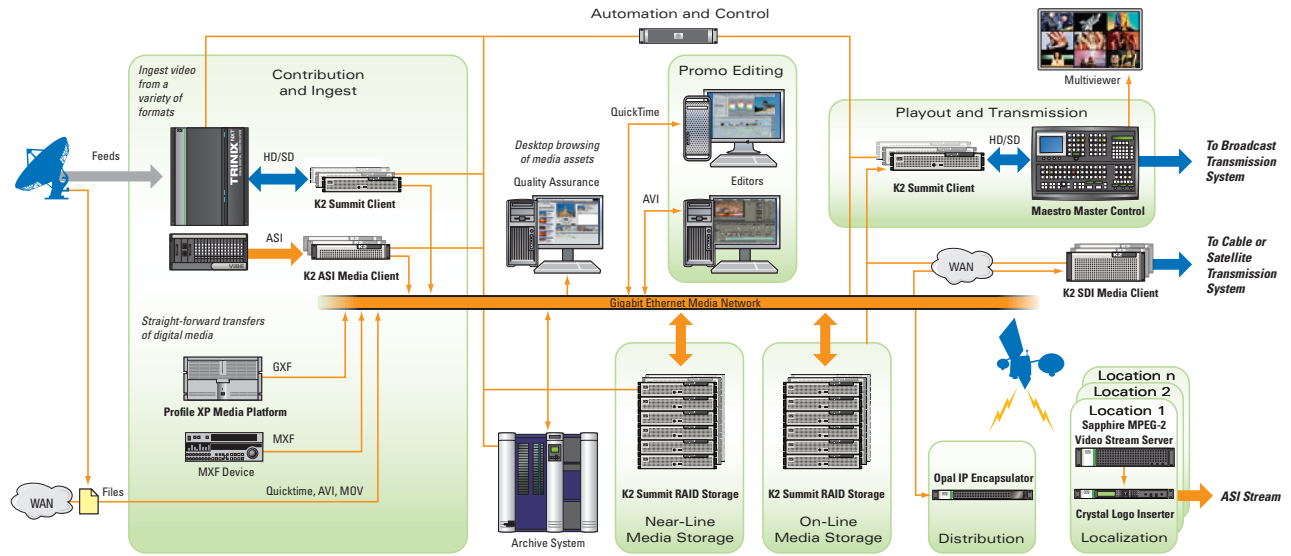 Automation and Control
Ingest video
from a
variety of
formats
Contribution
and Ingest
Feeds
TRINIX NXT
HD/SD
K2 Summit Client
ASI
VIBE
K2 ASI Media Client
Desktop browsing
of media assets
Quality Assurance
Promo Editing
QuickTime
AVI
Editors
Multiviewer
Playout and Transmission
HD/SD
K2 Summit Client
Maestro Master Control
To Broadcast
Transmission
System
WAN
K2 SDI Media Client
To Cable or
Satellite
Transmission
System
Gigabit Ethernet Media Network
Straight-forward transfers
of digital media
GXF
Profile XP Media Platform
MXF
MXF Device
WAN
Files
Quicktime, AVI, MOV
Archive System
K2 Summit RAID Storage
Near-Line
Media Storage
K2 Summit RAID Storage
On-Line
Media Storage
Opal IP Encapsulator
Distribution
Location n
Location 2
Location 1
Sapphire MPEG-2
Video Stream Server
Crystal Logo Inserter
Localization
ASI Stream